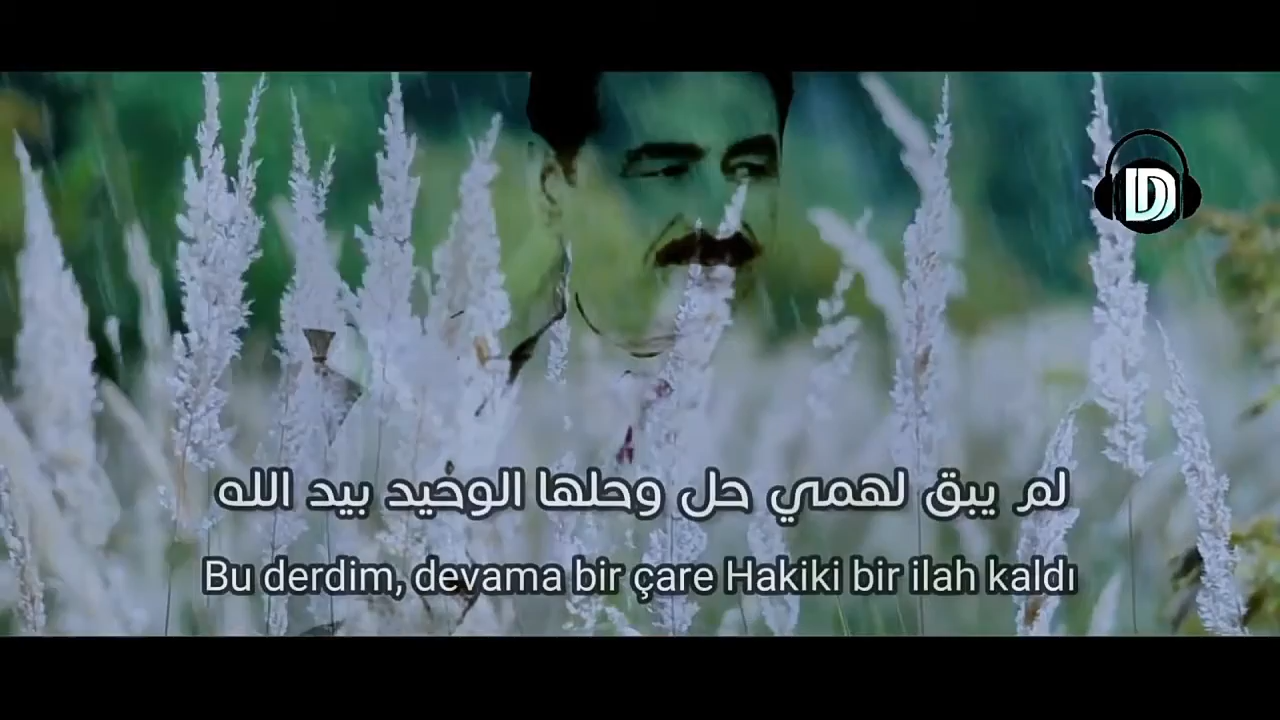 لم يبق لهمي حل وحلها الوحيد بيد الله
Bu derdim, devama bir çare Hakiki bir ilah kaldı